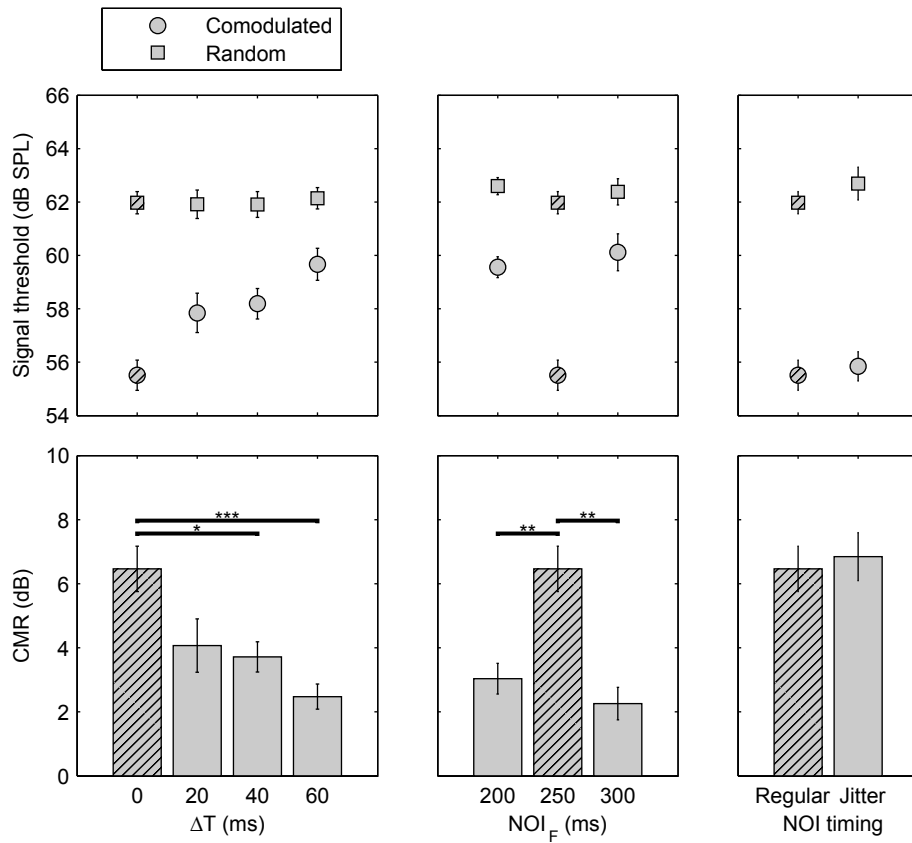 Comodulated
Random
Signal threshold (dB SPL)
66
64
62
60
58
56
54
CMR (dB)
10
8
6
4
2
0
***
*
** **
0 20 40 60
ΔT (ms)
200 250 300
NOI_F (ms)
Regular Jitter
NOI timing